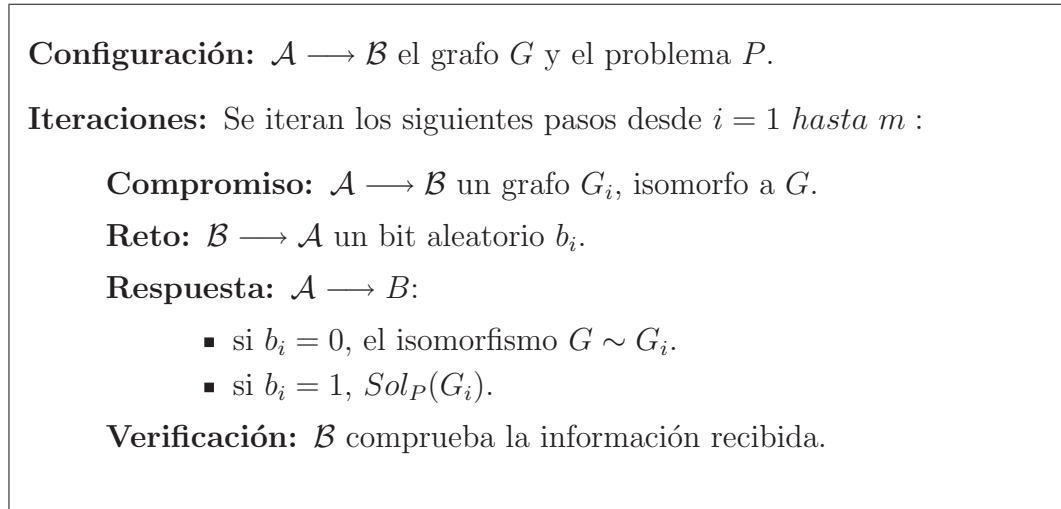 Configuración: 𝒜 ⟶ ℬ el grafo G y el problema P.
Iteraciones: Se iteran los siguientes pasos desde i = 1 hasta m :
Compromiso: 𝒜 ⟶ ℬ un grafo Gᵢ, isomorfo a G.
Reto: ℬ ⟶ 𝒜 un bit aleatorio bᵢ.
Respuesta: 𝒜 ⟶ B:
▪ si bᵢ = 0, el isomorfismo G ∼ Gᵢ.
▪ si bᵢ = 1, Sol_P(Gᵢ).
Verificación: ℬ comprueba la información recibida.